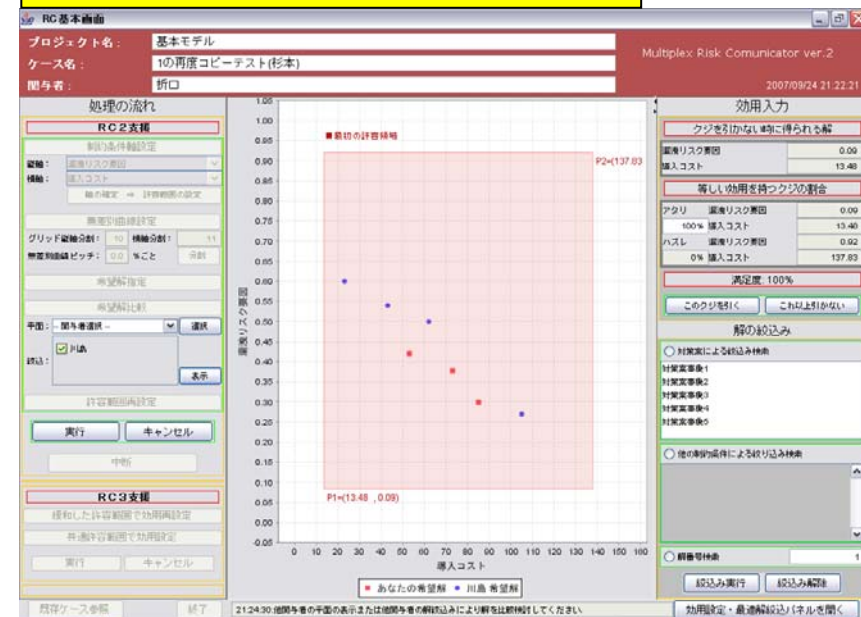 RC基本画面
プロジェクト名： 基本モデル
ケース名： 1の再度コピーテスト(杉本)
関与者： 折口
Multiplex Risk Comunicator ver.2
2007/09/24 21:22:21
処理の流れ
RC2支援
制約条件軸設定
縦軸： 漏洩リスク要因
横軸： 導入コスト
軸の確定 ⇒ 許容範囲の設定
無差別曲線設定
グリッド縦軸分割： 10 横軸分割： 11
無差別曲線ピッチ： 0.0 %ごと 分割
希望解指定
希望解比較
平面： -- 関与者選択 -- 選択
絞込： 川島
表示
許容範囲再設定
実行 キャンセル
中断
RC3支援
緩和した許容範囲で効用再設定
共通許容範囲で効用設定
実行 キャンセル
既存ケース参照 終了
1.05
1.00
0.95
0.90
0.85
0.80
0.75
0.70
0.65
0.60
0.55
0.50
0.45
0.40
0.35
0.30
0.25
0.20
0.15
0.10
0.05
0.00
-0.05
漏洩リスク要因
■最初の許容領域
P2=(137.83
P1=(13.48 , 0.09)
0 10 20 30 40 50 60 70 80 90 100 110 120 130 140 150 160
導入コスト
あなたの希望解 川島 希望解
21:24:30:他関与者の平面の表示または他関与者の解絞込みにより解を比較検討してください
効用入力
クジを引かない時に得られる解
漏洩リスク要因 0.09
導入コスト 13.48
等しい効用を持つクジの割合
アタリ 漏洩リスク要因 0.09
100% 導入コスト 13.48
ハズレ 漏洩リスク要因 0.92
0% 導入コスト 137.83
満足度: 100%
このクジを引く これ以上引かない
解の絞込み
対策案による絞込み検索
対策案事後1
対策案事後2
対策案事後3
対策案事後4
対策案事後5
他の制約条件による絞り込み検索
解番号検索 1
絞込み実行 絞込み解除
効用設定・最適解絞込パネルを開く